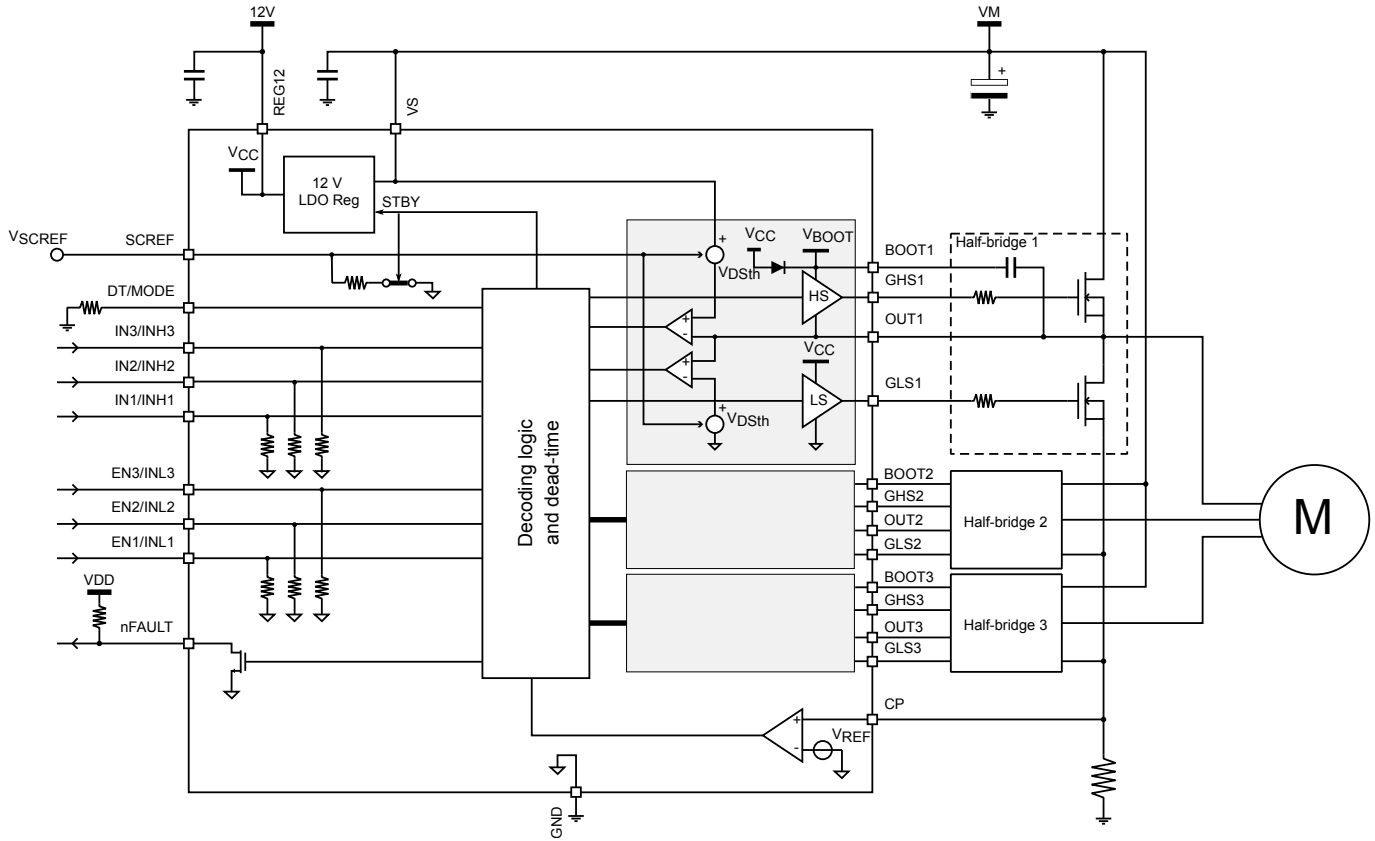 12V
VM
+
REG12
VS
VCC
12 V
LDO Reg
STBY
VSCREF
SCREF
+
VDSth
VCC
VBOOT
BOOT1
Half-bridge 1
GHS1
HS
DT/MODE
+
-
OUT1
IN3/INH3
IN2/INH2
+
-
VCC
GLS1
IN1/INH1
LS
+
VDSth
Decoding logic
and dead-time
EN3/INL3
EN2/INL2
EN1/INL1
BOOT2
GHS2
OUT2
GLS2
Half-bridge 2
M
VDD
nFAULT
BOOT3
GHS3
OUT3
GLS3
Half-bridge 3
CP
+
-
VREF
GND